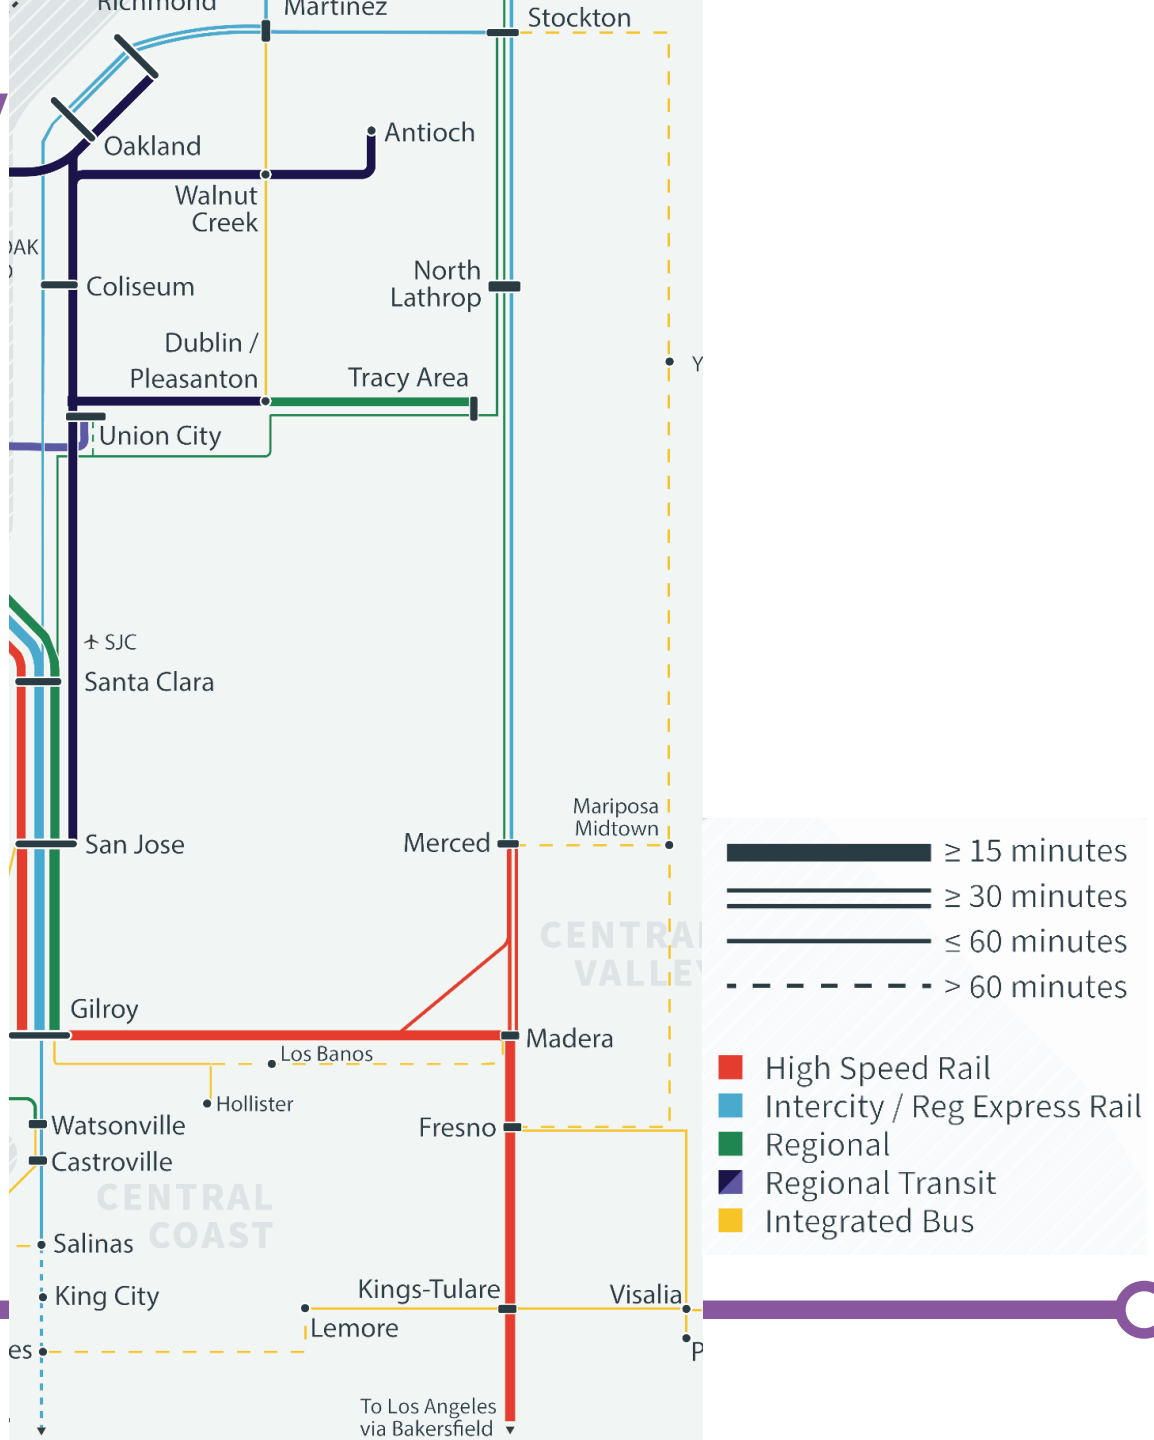 Richmond
Martinez
Stockton
Antioch
Oakland
Walnut
Creek
OAK
North
Lathrop
Coliseum
Dublin /
Pleasanton
Tracy Area
Y
Union City
SJC
Santa Clara
Mariposa
Midtown
San Jose
Merced
≥ 15 minutes
≥ 30 minutes
≤ 60 minutes
> 60 minutes
CENTRAL
VALLEY
Gilroy
Madera
Los Banos
Hollister
High Speed Rail
Intercity / Reg Express Rail
Regional
Regional Transit
Integrated Bus
Watsonville
Fresno
Castroville
CENTRAL
COAST
Salinas
King City
Kings-Tulare
Visalia
Lemore
es
P
To Los Angeles
via Bakersfield